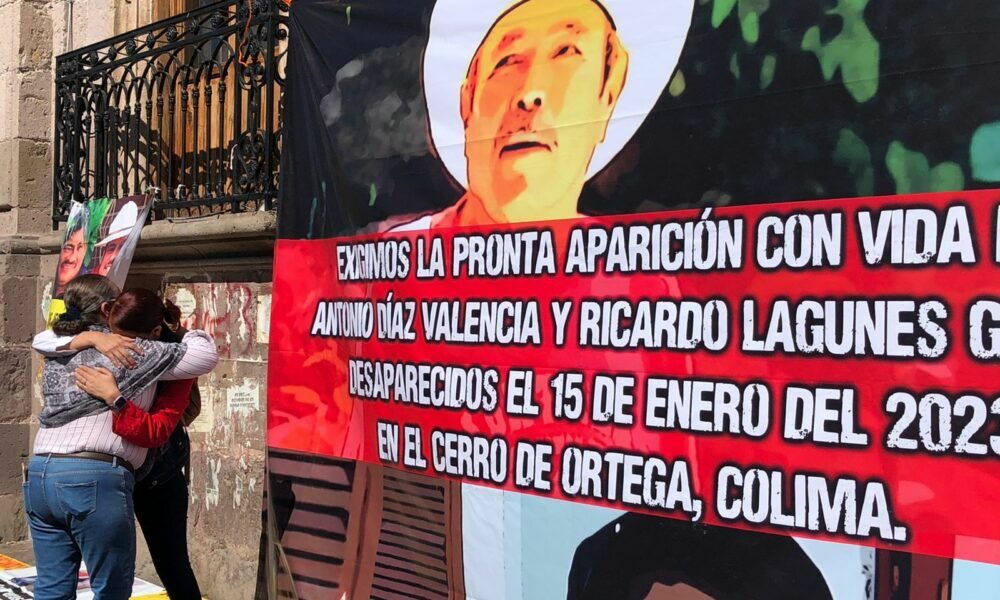 EXIGIMOS LA PRONTA APARICIÓN CON VIDA
ANTONIO DÍAZ VALENCIA Y RICARDO LAGUNES G
DESAPARECIDOS EL 15 DE ENERO DEL 2023
EN EL CERRO DE ORTEGA, COLIMA.